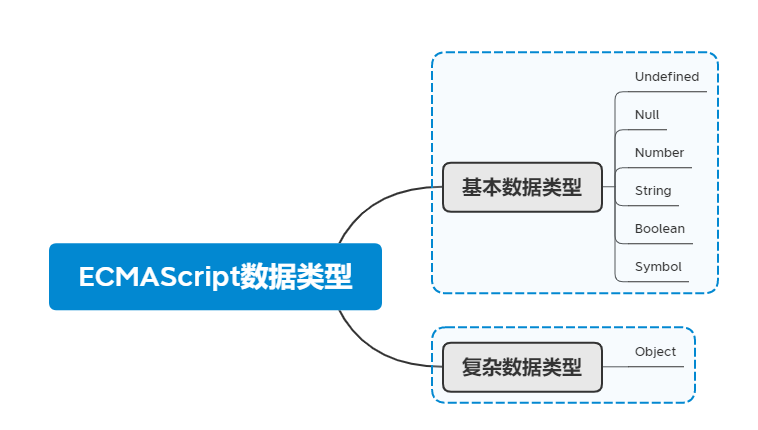 ECMAScript数据类型
基本数据类型
Undefined
Null
Number
String
Boolean
Symbol
复杂数据类型
Object